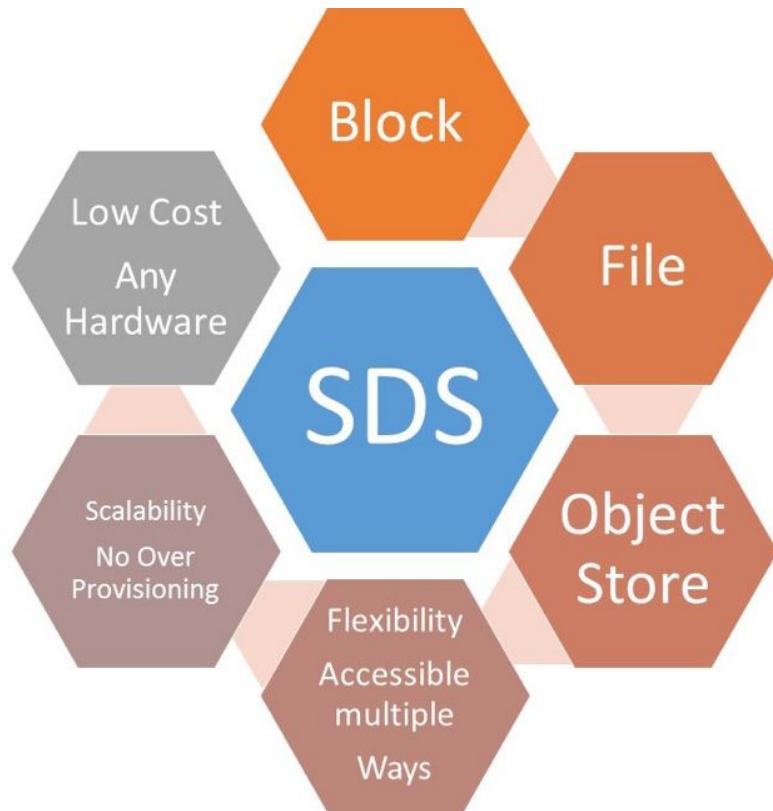 Block
File
Object
Store
Flexibility
Accessible
multiple
Ways
Scalability
No Over
Provisioning
Low Cost
Any
Hardware
SDS